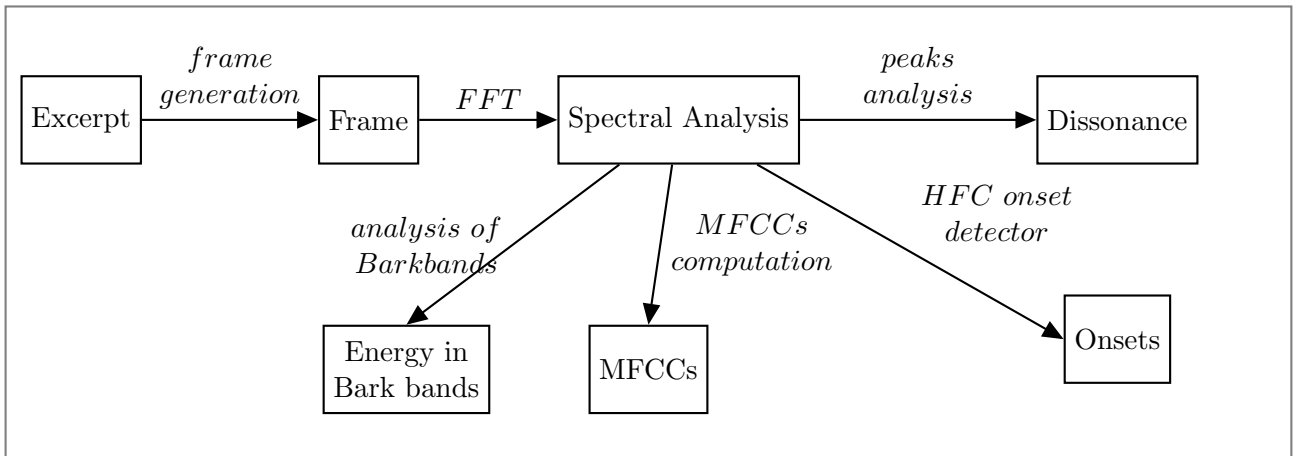 frame
generation
Excerpt
Frame
FFT
Spectral Analysis
peaks
analysis
Dissonance
analysis of
Barkbands
MFCCs
computation
HFC onset
detector
Energy in
Bark bands
MFCCs
Onsets